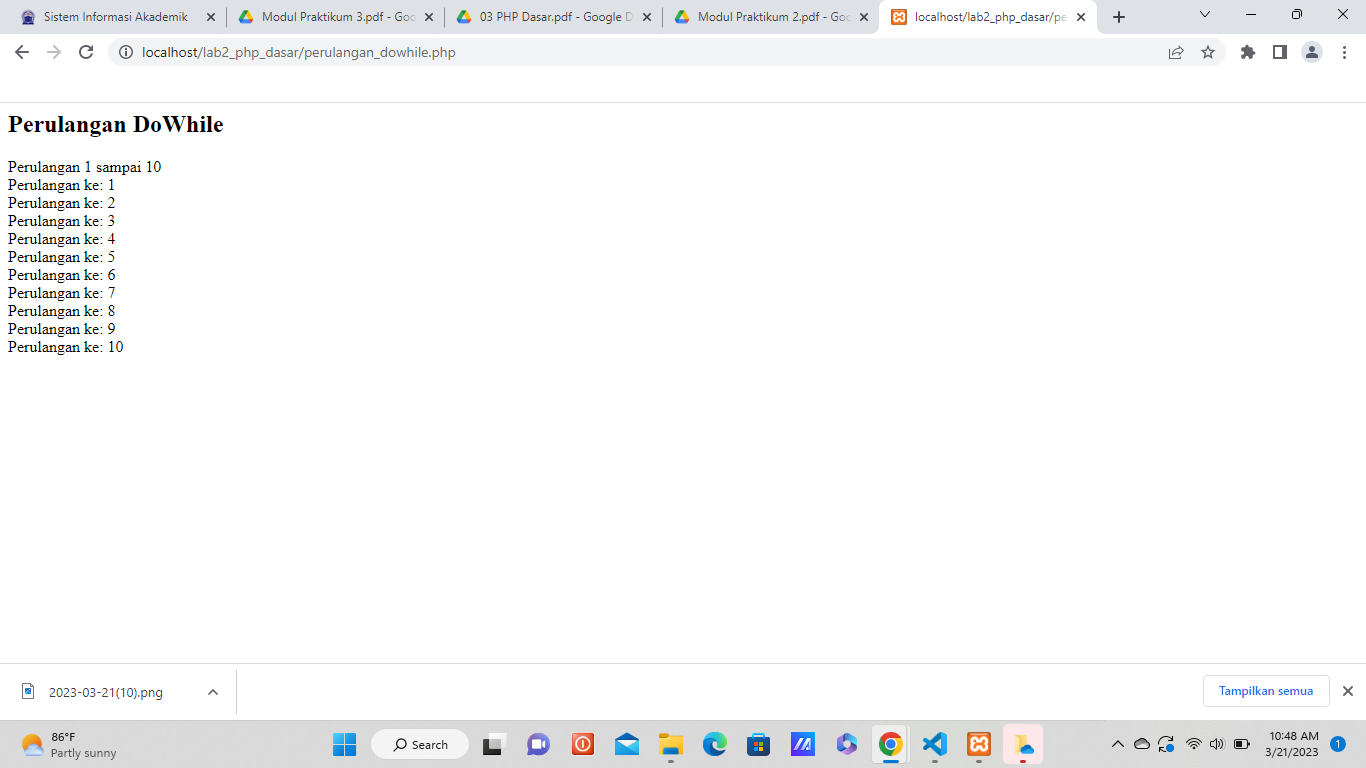 Sistem Informasi Akademik
Modul Praktikum 3.pdf - Goo
03 PHP Dasar.pdf - Google D
Modul Praktikum 2.pdf - Goo
localhost/lab2_php_dasar/pe
localhost/lab2_php_dasar/perulangan_dowhile.php
Perulangan DoWhile
Perulangan 1 sampai 10
Perulangan ke: 1
Perulangan ke: 2
Perulangan ke: 3
Perulangan ke: 4
Perulangan ke: 5
Perulangan ke: 6
Perulangan ke: 7
Perulangan ke: 8
Perulangan ke: 9
Perulangan ke: 10
2023-03-21(10).png
Tampilkan semua
86°F
Partly sunny
Search
10:48 AM
3/21/2023
1